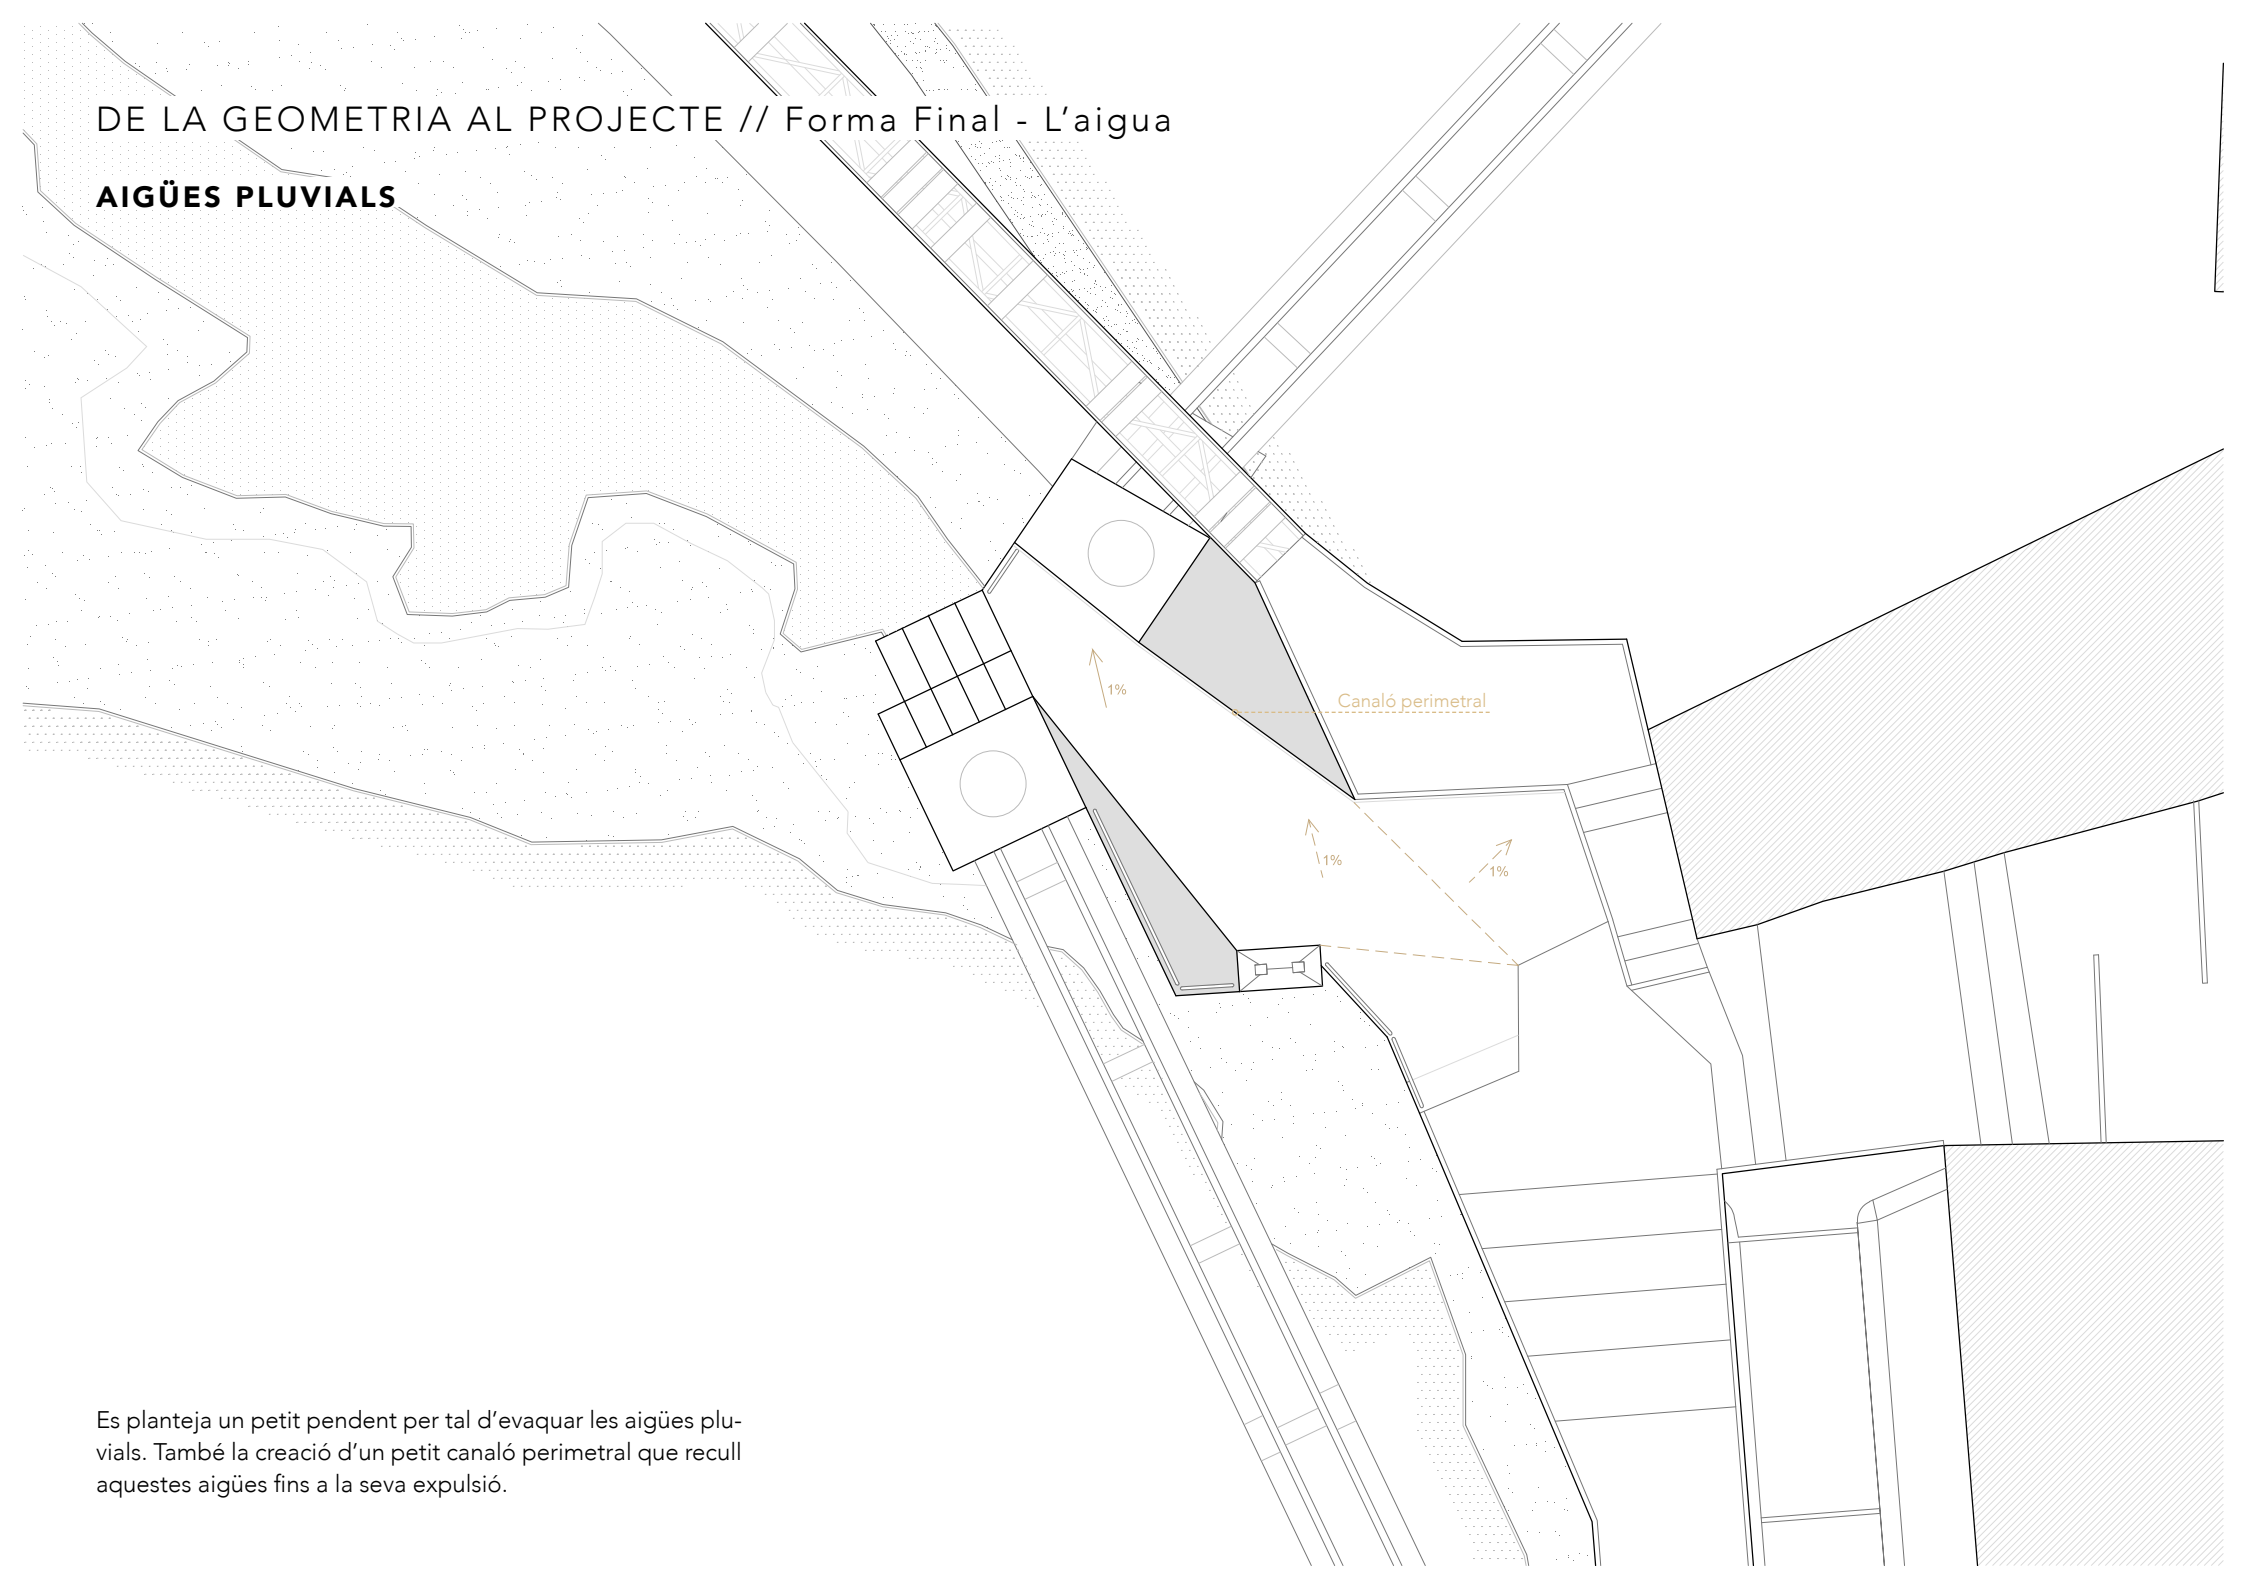 DE LA GEOMETRIA AL PROJECTE // Forma Final - L’aigua
AIGÜES PLUVIALS
1%
Canaló perimetral
1%
1%
Es planteja un petit pendent per tal d’evaquar les aigües plu-
vials. També la creació d’un petit canaló perimetral que recull
aquestes aigües fins a la seva expulsió.